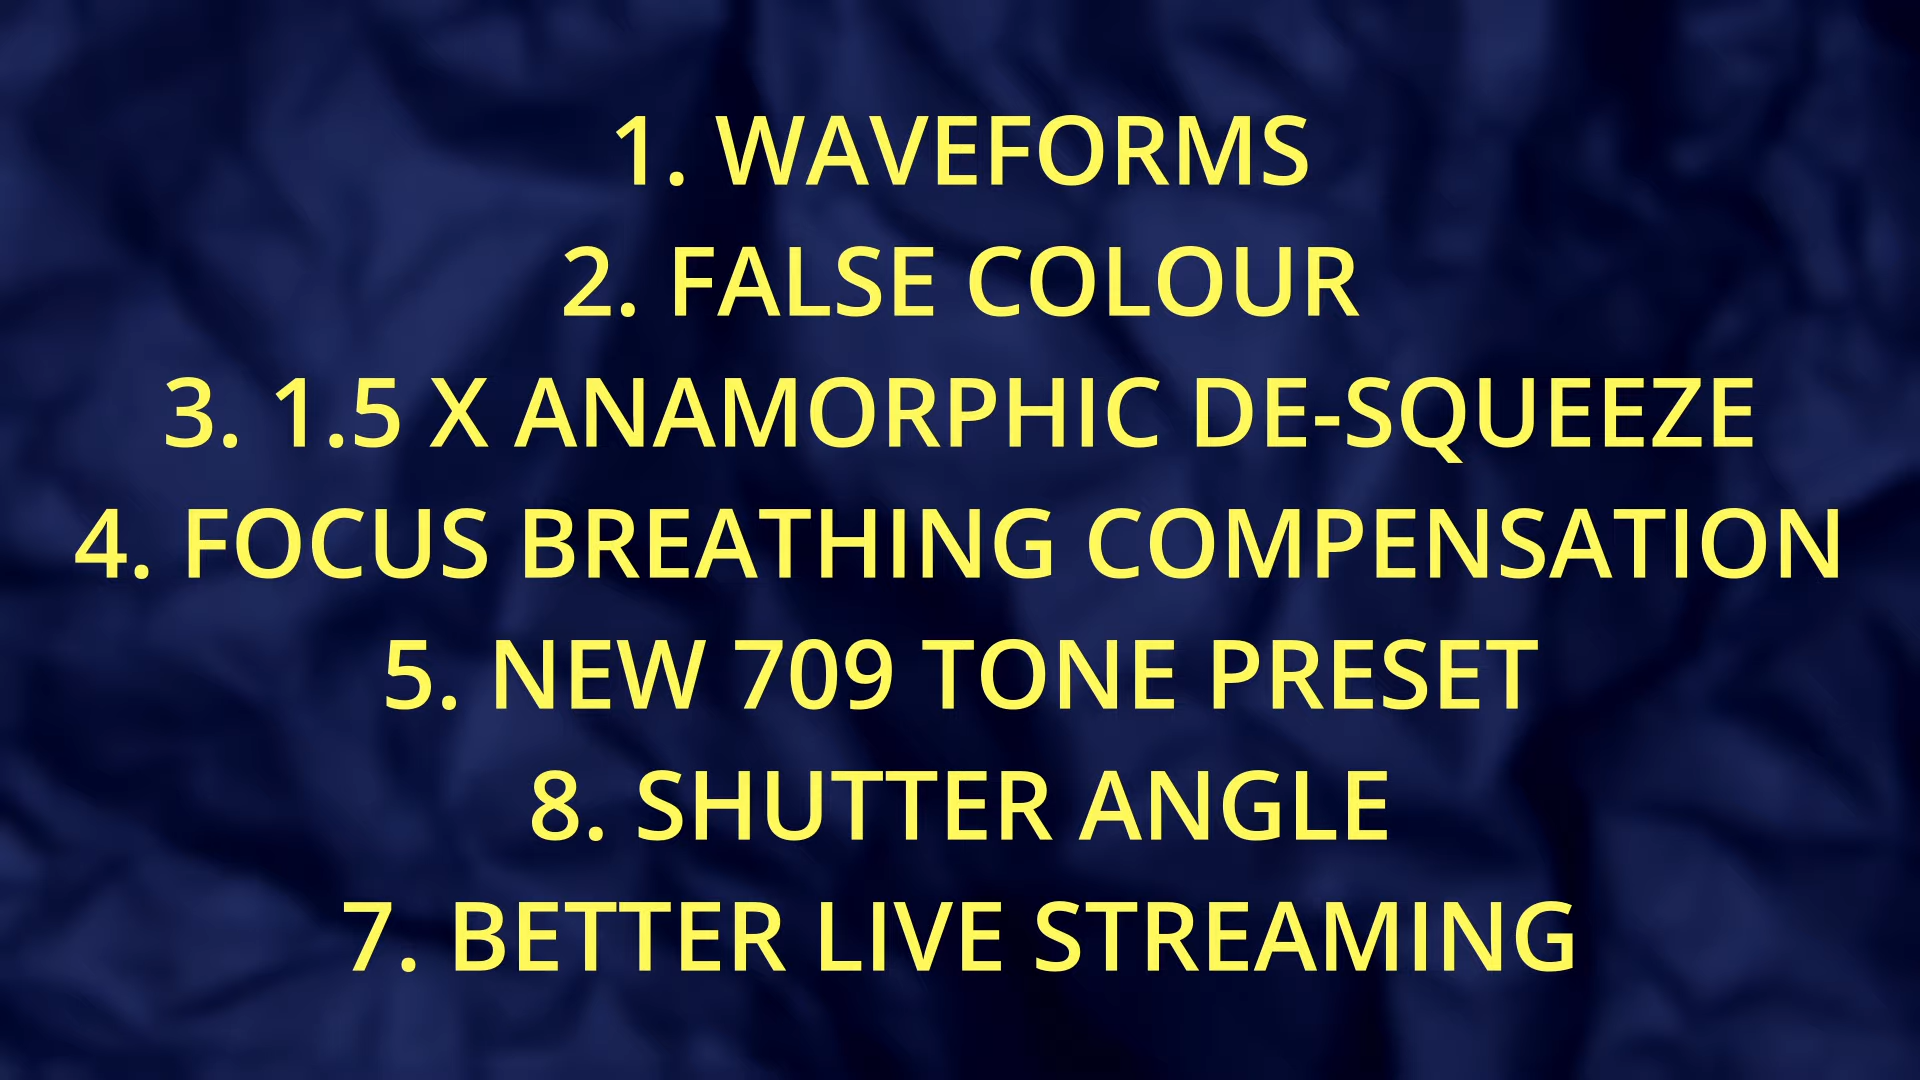 1. WAVEFORMS
2. FALSE COLOUR
3. 1.5 X ANAMORPHIC DE-SQUEEZE
4. FOCUS BREATHING COMPENSATION
5. NEW 709 TONE PRESET
8. SHUTTER ANGLE
7. BETTER LIVE STREAMING